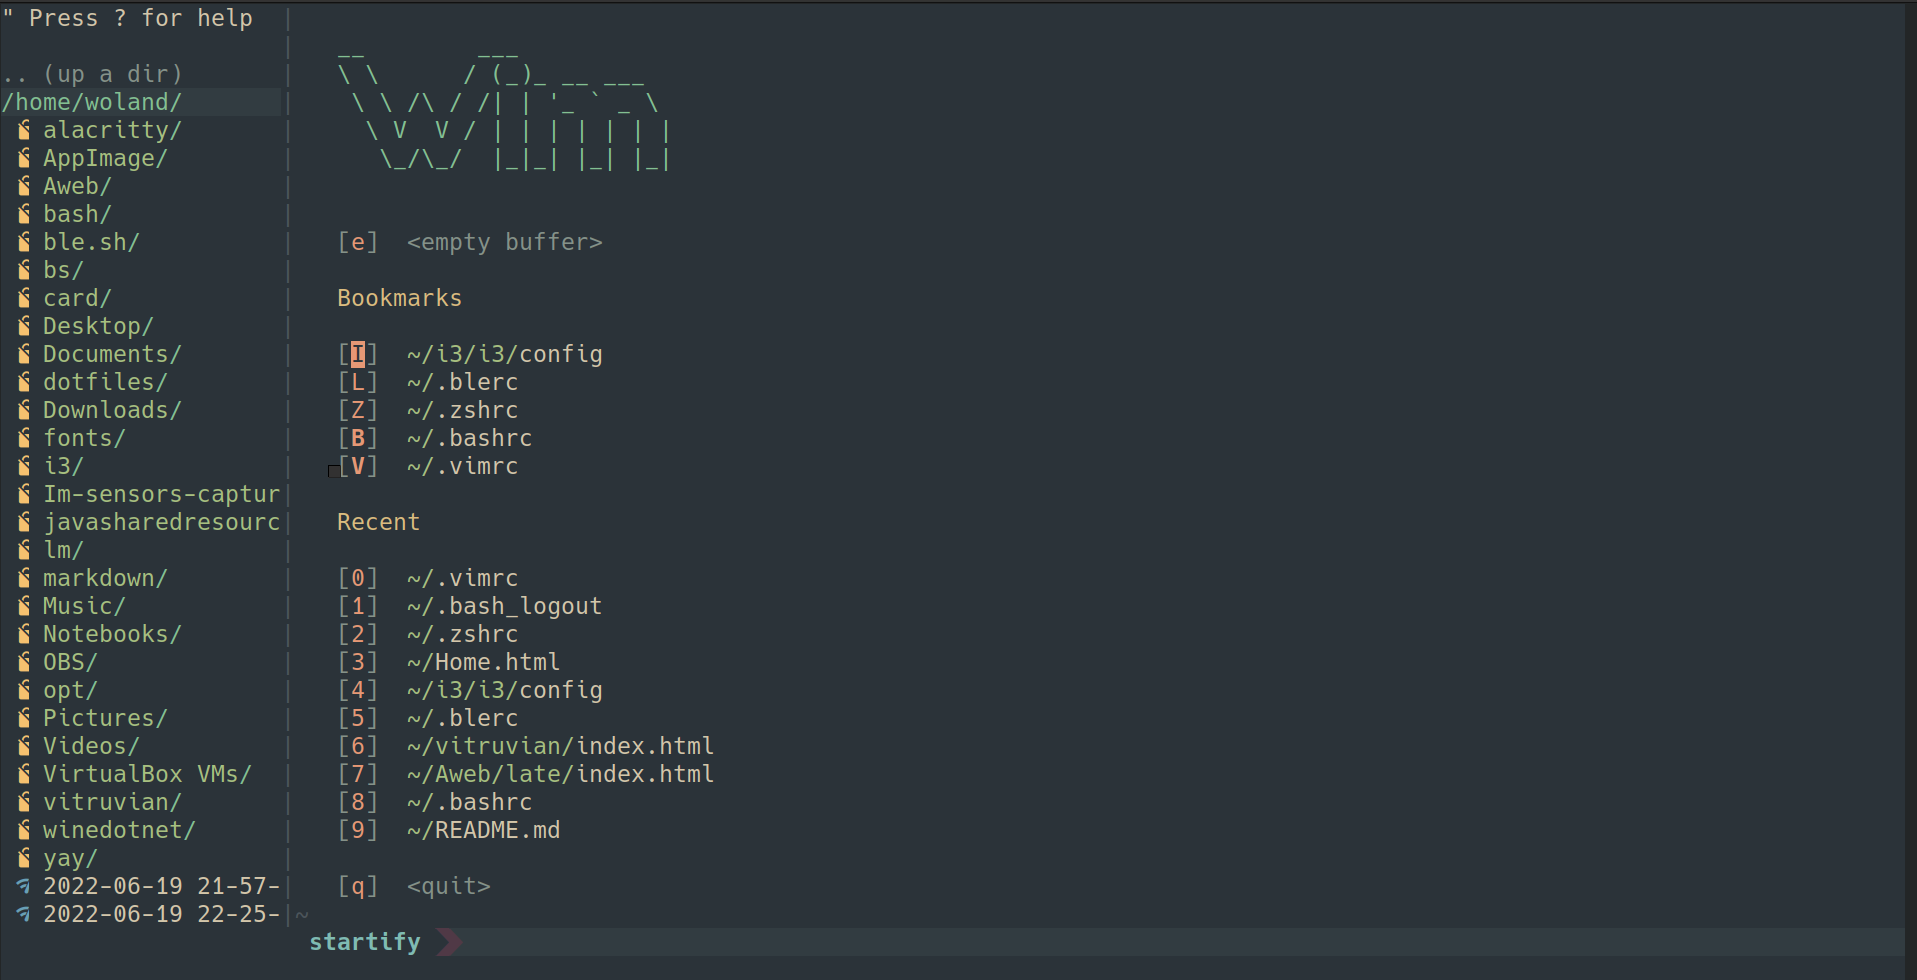 " Press ? for help
.. (up a dir)
/home/woland/
alacritty/
AppImage/
Aweb/
bash/
ble.sh/
bs/
card/
Desktop/
Documents/
dotfiles/
Downloads/
fonts/
i3/
Im-sensors-captur
javasharedresourc
lm/
markdown/
Music/
Notebooks/
OBS/
opt/
Pictures/
Videos/
VirtualBox VMs/
vitruvian/
winedotnet/
yay/
2022-06-19 21-57-
2022-06-19 22-25-
Vim
[e] <empty buffer>
Bookmarks
[I] ~/i3/i3/config
[L] ~/.blerc
[Z] ~/.zshrc
[B] ~/.bashrc
[V] ~/.vimrc
Recent
[0] ~/.vimrc
[1] ~/.bash_logout
[2] ~/.zshrc
[3] ~/Home.html
[4] ~/i3/i3/config
[5] ~/.blerc
[6] ~/vitruvian/index.html
[7] ~/Aweb/late/index.html
[8] ~/.bashrc
[9] ~/README.md
[q] <quit>
~
startify